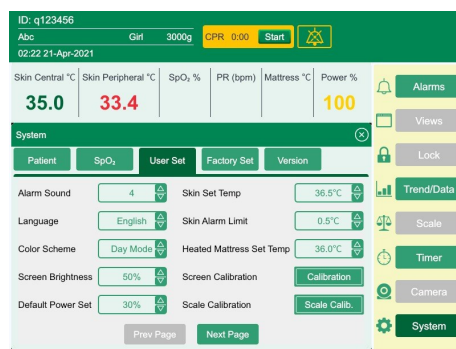 ID: q123456
Abc Girl 3000g CPR 0:00 Start
02:22 21-Apr-2021
Skin Central °C Skin Peripheral °C SpO₂ % PR (bpm) Mattress °C Power %
35.0 33.4 100
System
Patient SpO₂ User Set Factory Set Version
Alarm Sound 4 Skin Set Temp 36.5°C
Language English Skin Alarm Limit 0.5°C
Color Scheme Day Mode Heated Mattress Set Temp 36.0°C
Screen Brightness 50% Screen Calibration Calibration
Default Power Set 30% Scale Calibration Scale Calib.
Prev Page Next Page
Alarms
Views
Lock
Trend/Data
Scale
Timer
Camera
System